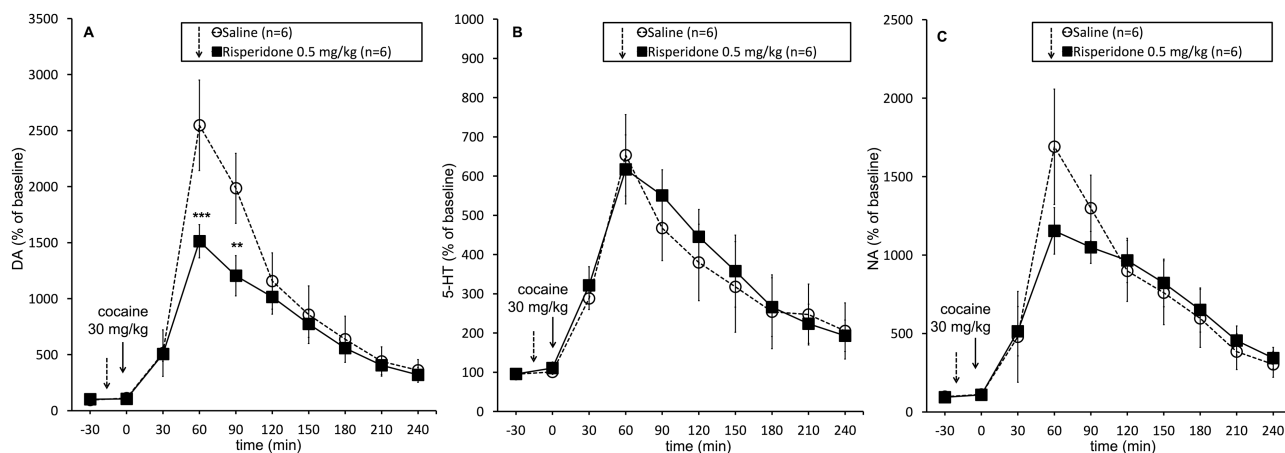 A
Saline (n=6)
Risperidone 0.5 mg/kg (n=6)
3500
3000
2500
2000
1500
1000
500
0
DA (% of baseline)
***
**
cocaine
30 mg/kg
-30 0 30 60 90 120 150 180 210 240
time (min)
B
Saline (n=6)
Risperidone 0.5 mg/kg (n=6)
1000
900
800
700
600
500
400
300
200
100
0
5-HT (% of baseline)
cocaine
30 mg/kg
-30 0 30 60 90 120 150 180 210 240
time (min)
C
Saline (n=6)
Risperidone 0.5 mg/kg (n=6)
2500
2000
1500
1000
500
0
NA (% of baseline)
cocaine
30 mg/kg
-30 0 30 60 90 120 150 180 210 240
time (min)